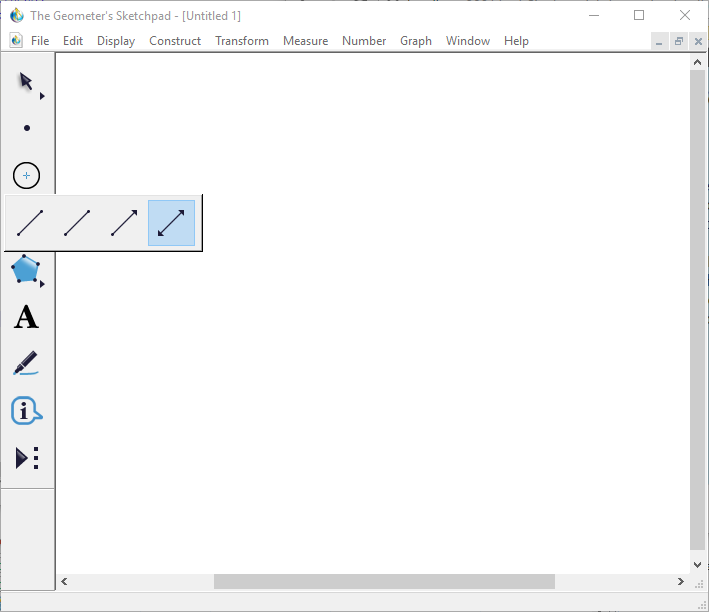 The Geometer's Sketchpad - [Untitled 1]
File Edit Display Construct Transform Measure Number Graph Window Help
A
i